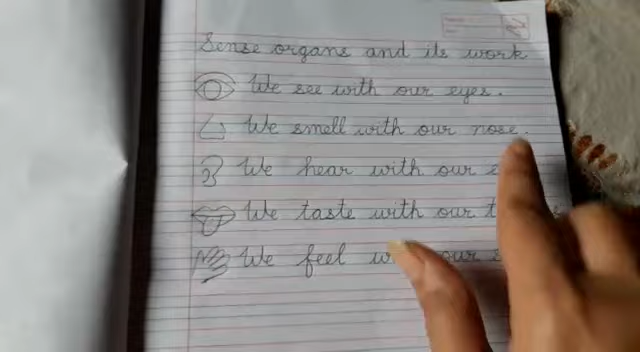 Sense organs and its work
We see with our eyes.
We smell with our nose.
We hear with our
We taste with our
We feel our